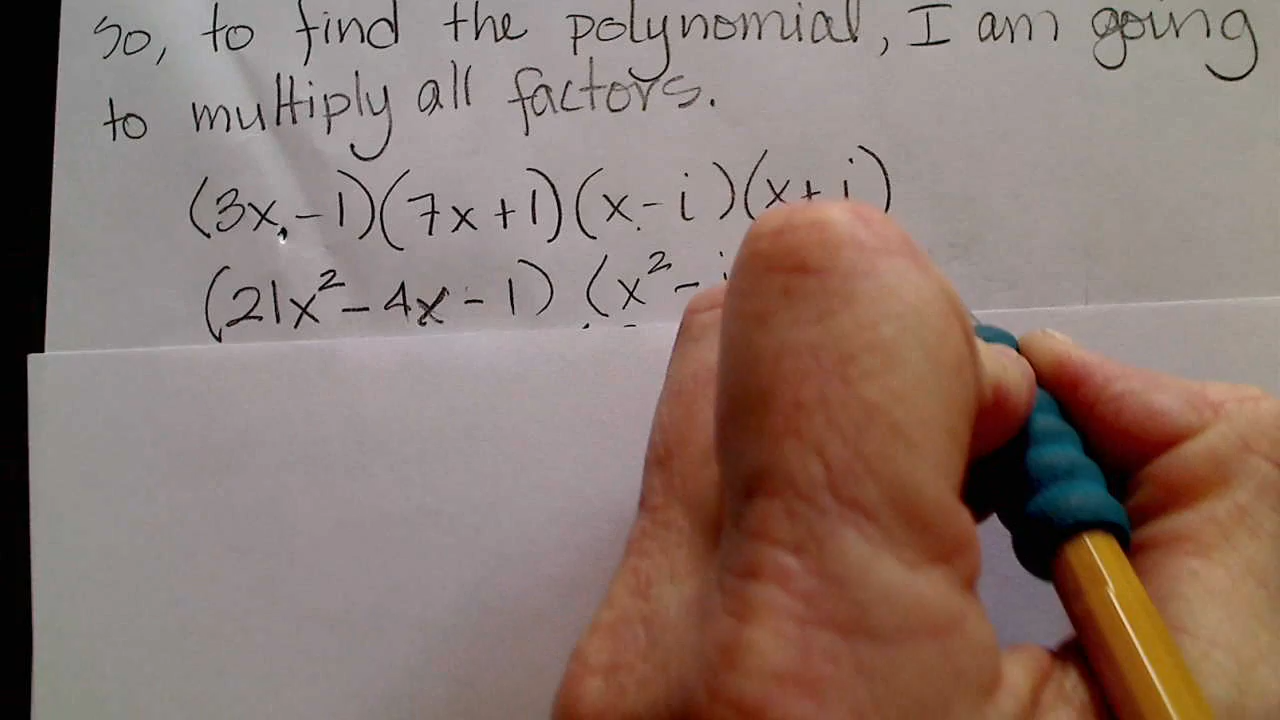 So, to find the polynomial, I am going
to multiply all factors.
(3x-1)(7x+1)(x-i)(x+i)
(21x²-4x-1) (x²-